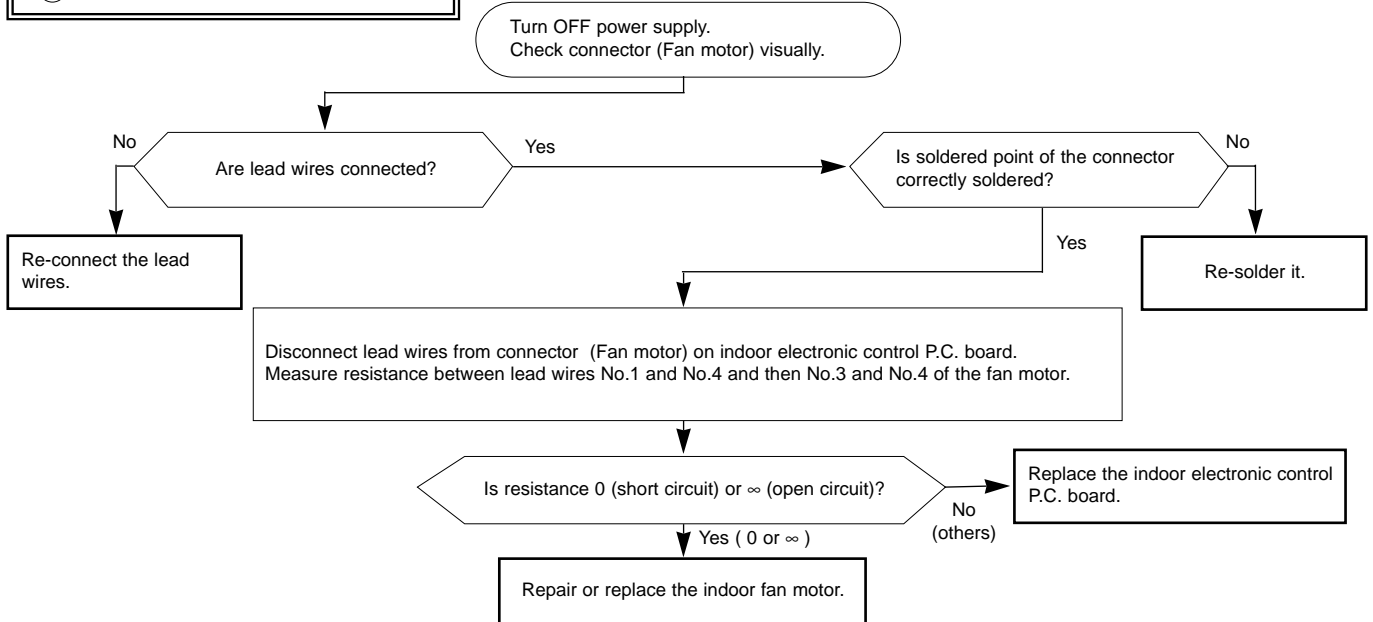 Turn OFF power supply.
Check connector (Fan motor) visually.
No
Are lead wires connected?
Yes
Is soldered point of the connector
correctly soldered?
No
Re-connect the lead
wires.
Yes
Re-solder it.
Disconnect lead wires from connector (Fan motor) on indoor electronic control P.C. board.
Measure resistance between lead wires No.1 and No.4 and then No.3 and No.4 of the fan motor.
Is resistance 0 (short circuit) or ∞ (open circuit)?
No
(others)
Replace the indoor electronic control
P.C. board.
Yes ( 0 or ∞ )
Repair or replace the indoor fan motor.